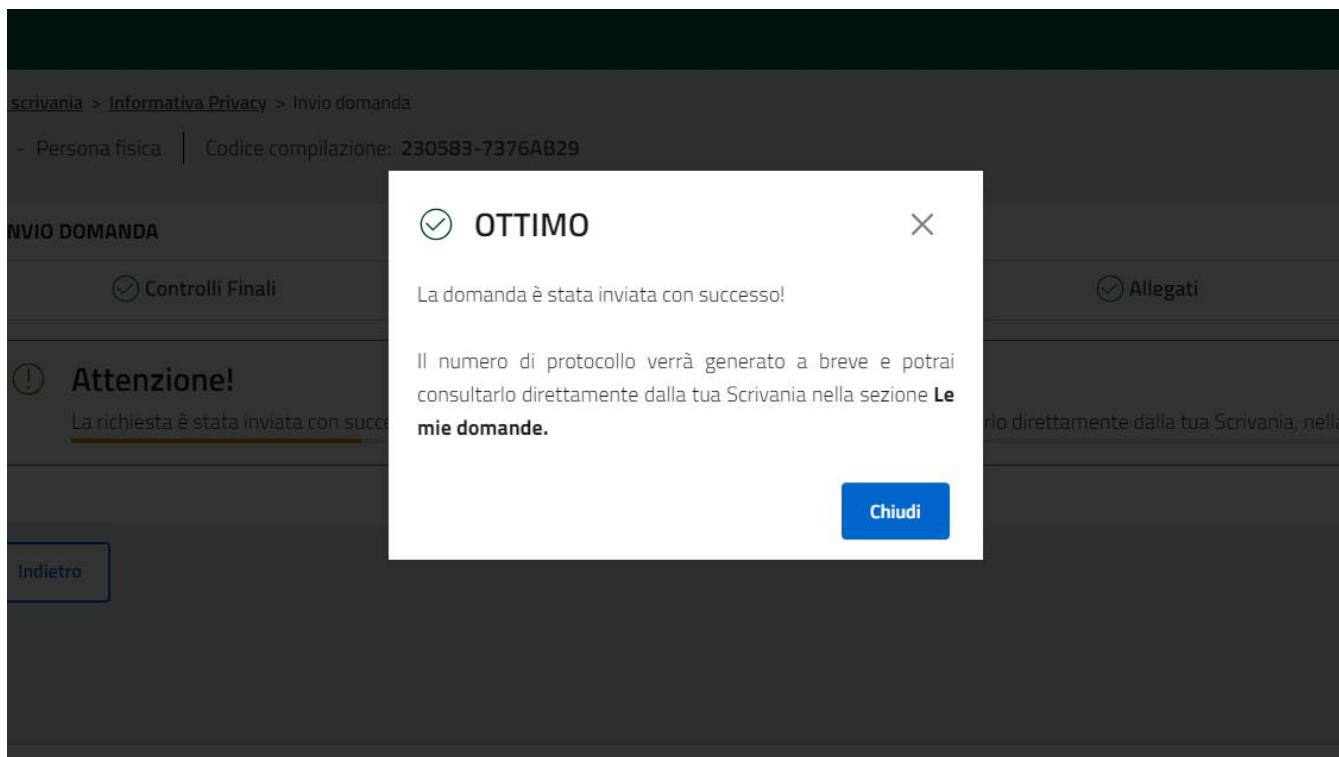 scrivania > Informativa Privacy > Invio domanda
- Persona fisica | Codice compilazione: 230583-7376AB29
NVIO DOMANDA
Controlli Finali
Allegati
Attenzione!
La richiesta è stata inviata con succe
rlo direttamente dalla tua Scrivania, nella
OTTIMO
La domanda è stata inviata con successo!
Il numero di protocollo verrà generato a breve e potrai
consultarlo direttamente dalla tua Scrivania nella sezione Le
mie domande.
Chiudi
Indietro